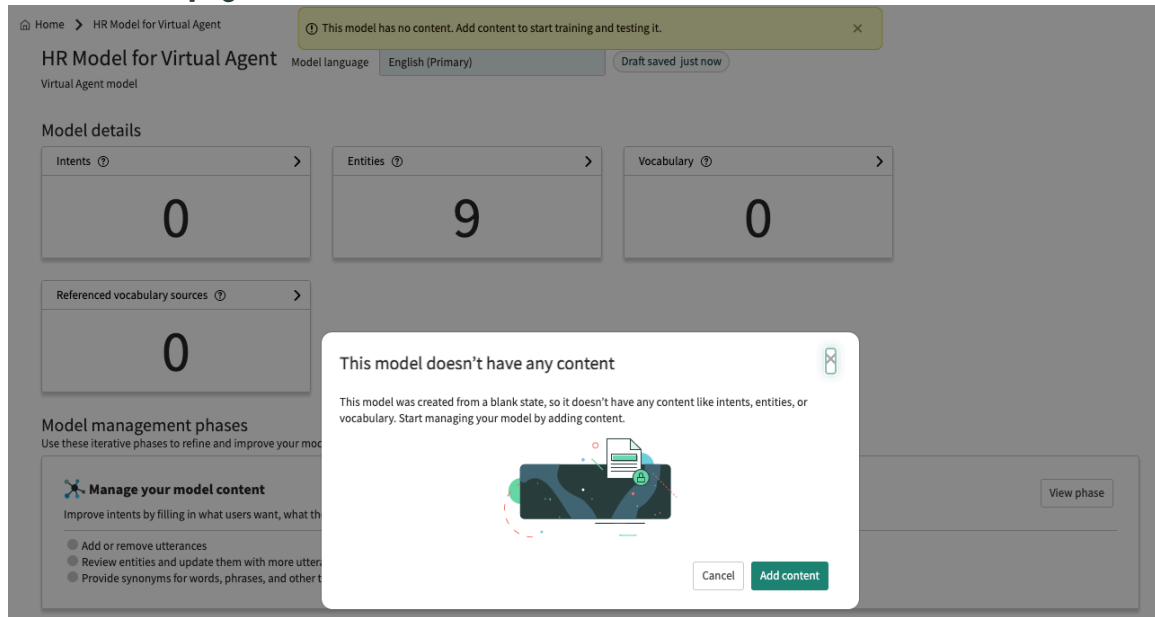 Home > HR Model for Virtual Agent
This model has no content. Add content to start training and testing it.
HR Model for Virtual Agent
Model language
English (Primary)
Draft saved just now
Virtual Agent model
Model details
Intents
0
Entities
9
Vocabulary
0
Referenced vocabulary sources
0
This model doesn't have any content
This model was created from a blank state, so it doesn't have any content like intents, entities, or
vocabulary. Start managing your model by adding content.
Cancel
Add content
Model management phases
Use these iterative phases to refine and improve your
Manage your model content
View phase
Improve intents by filling in what users want, what
Add or remove utterances
Review entities and update them with more
Provide synonyms for words, phrases, and other